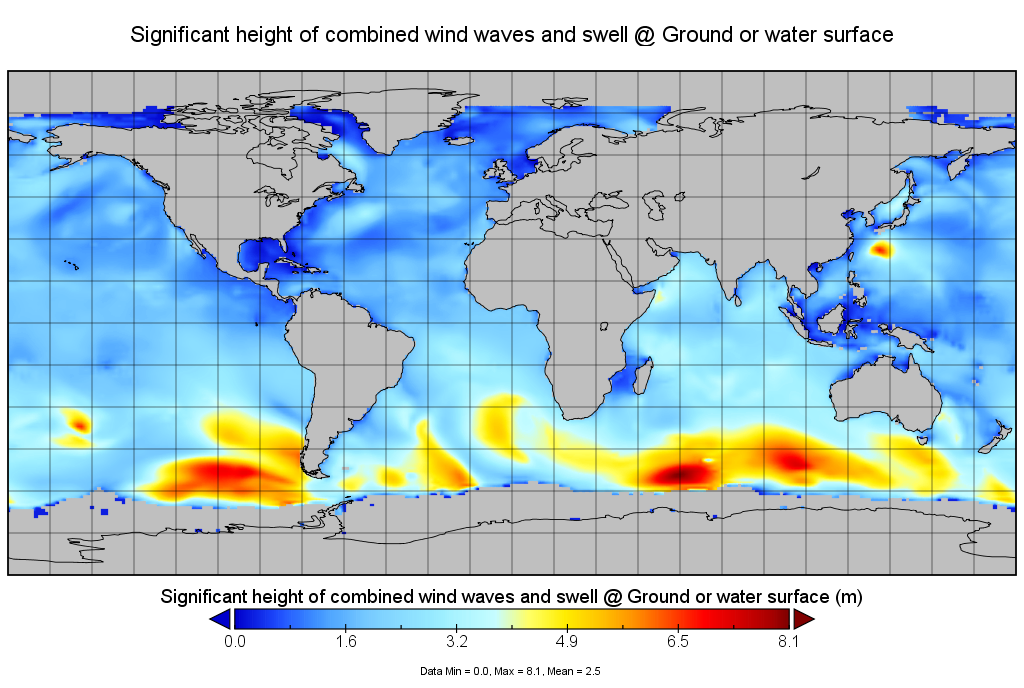 Significant height of combined wind waves and swell @ Ground or water surface
Significant height of combined wind waves and swell @ Ground or water surface (m)
0.0 1.6 3.2 4.9 6.5 8.1
Data Min = 0.0, Max = 8.1, Mean = 2.5